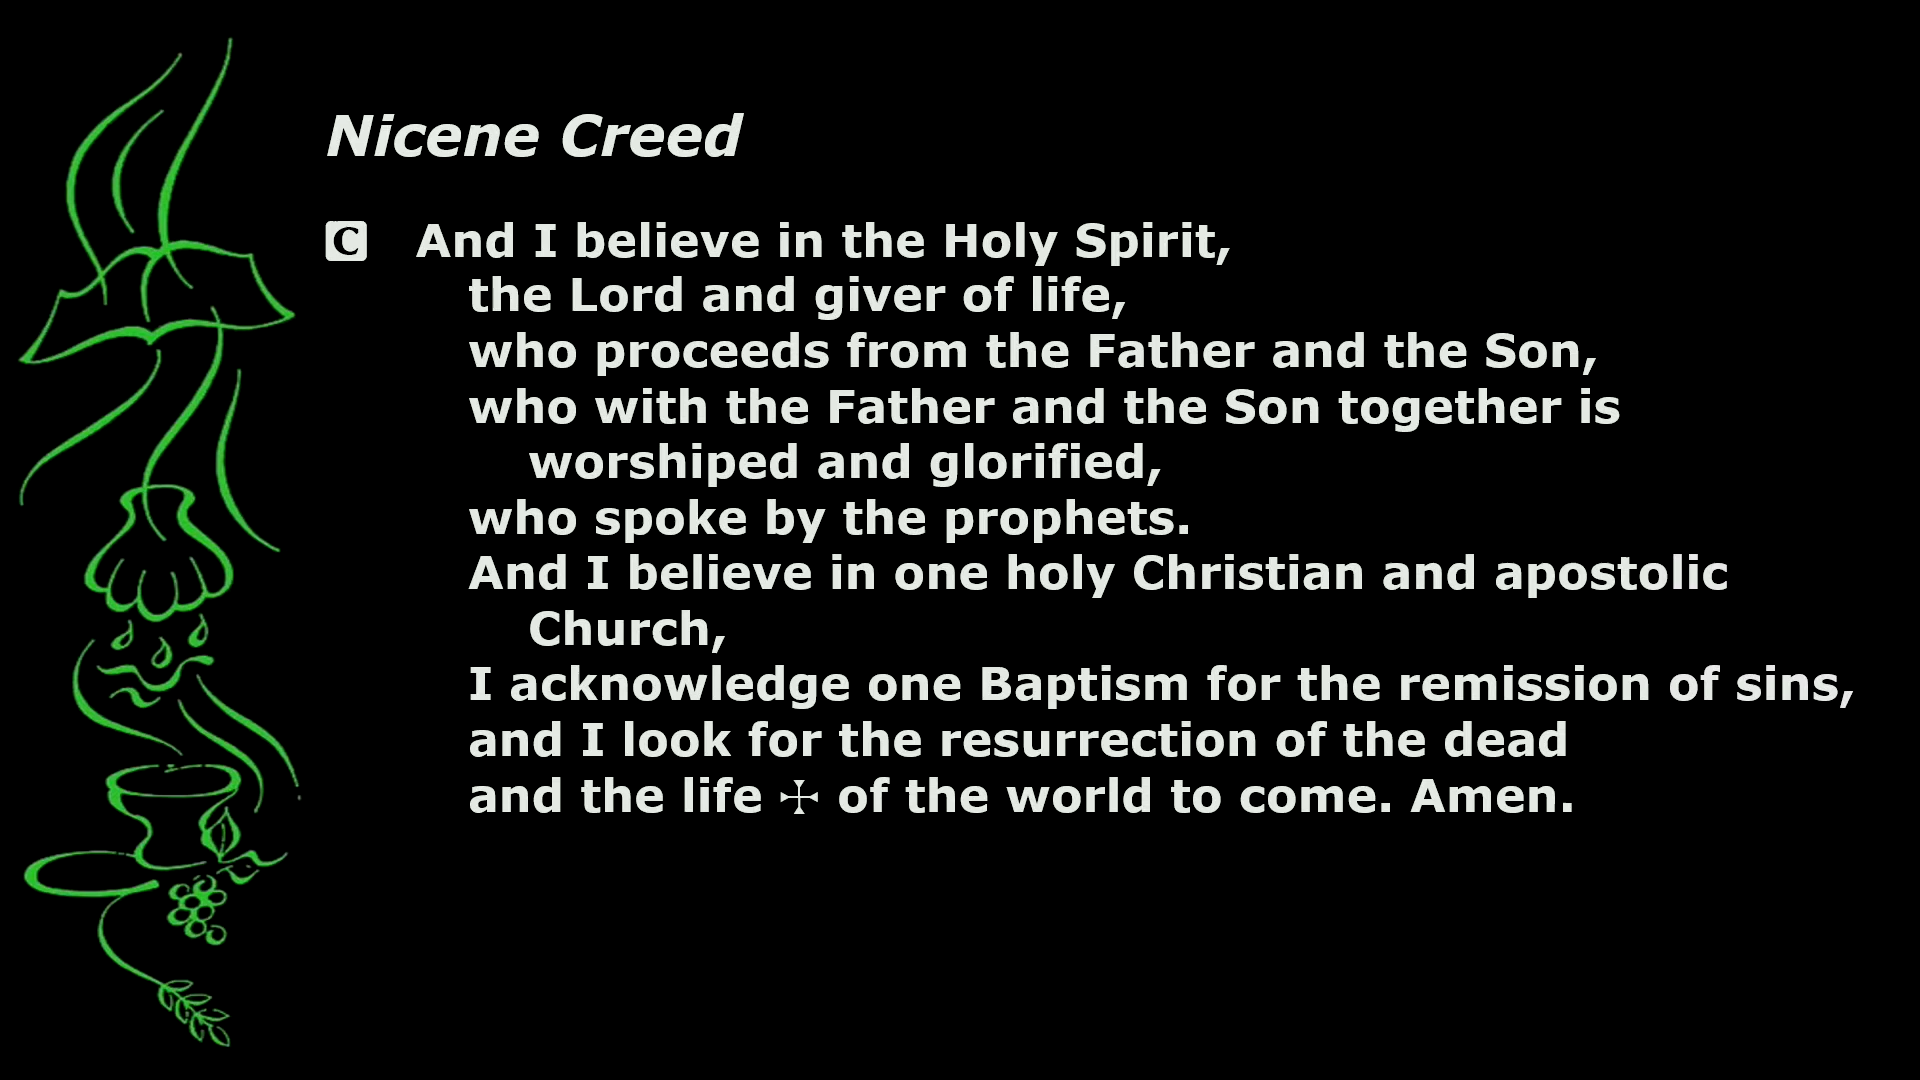 Nicene Creed
C And I believe in the Holy Spirit,
the Lord and giver of life,
who proceeds from the Father and the Son,
who with the Father and the Son together is
worshiped and glorified,
who spoke by the prophets.
And I believe in one holy Christian and apostolic
Church,
I acknowledge one Baptism for the remission of sins,
and I look for the resurrection of the dead
and the life ☩ of the world to come. Amen.